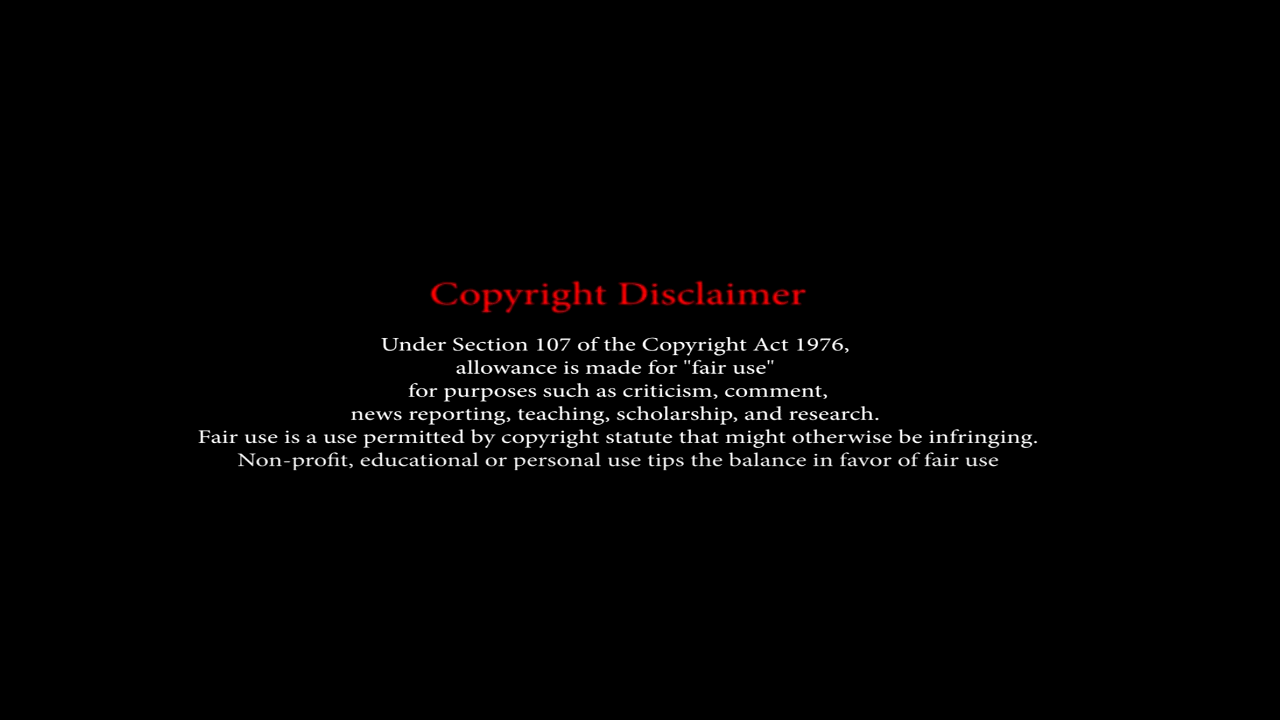 Copyright Disclaimer
Under Section 107 of the Copyright Act 1976,
allowance is made for "fair use"
for purposes such as criticism, comment,
news reporting, teaching, scholarship, and research.
Fair use is a use permitted by copyright statute that might otherwise be infringing.
Non-profit, educational or personal use tips the balance in favor of fair use